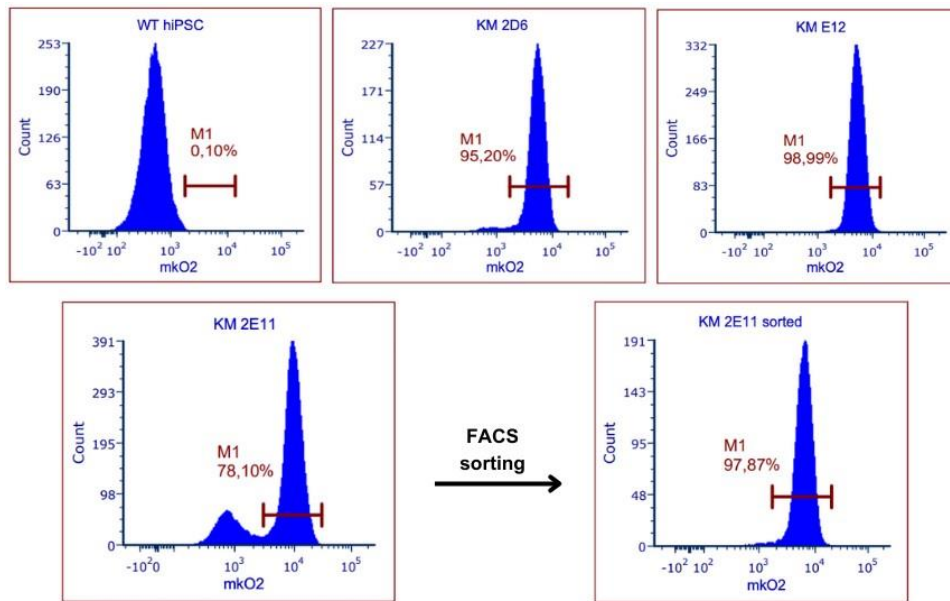 WT hiPSC
253
190
126
63
0
Count
M1
0,10%
-10² 10² 10³ 10⁴ 10⁵
mkO2
KM 2D6
227
171
114
57
0
Count
M1
95,20%
-10² 10² 10³ 10⁴ 10⁵
mkO2
KM E12
332
249
166
83
0
Count
M1
98,99%
-10² 10² 10³ 10⁴ 10⁵
mkO2
KM 2E11
391
293
195
98
0
Count
M1
78,10%
-10²0 10³ 10⁴ 10⁵
mkO2
FACS
sorting
KM 2E11 sorted
191
143
95
48
0
Count
M1
97,87%
-10² 10² 10³ 10⁴ 10⁵
mkO2